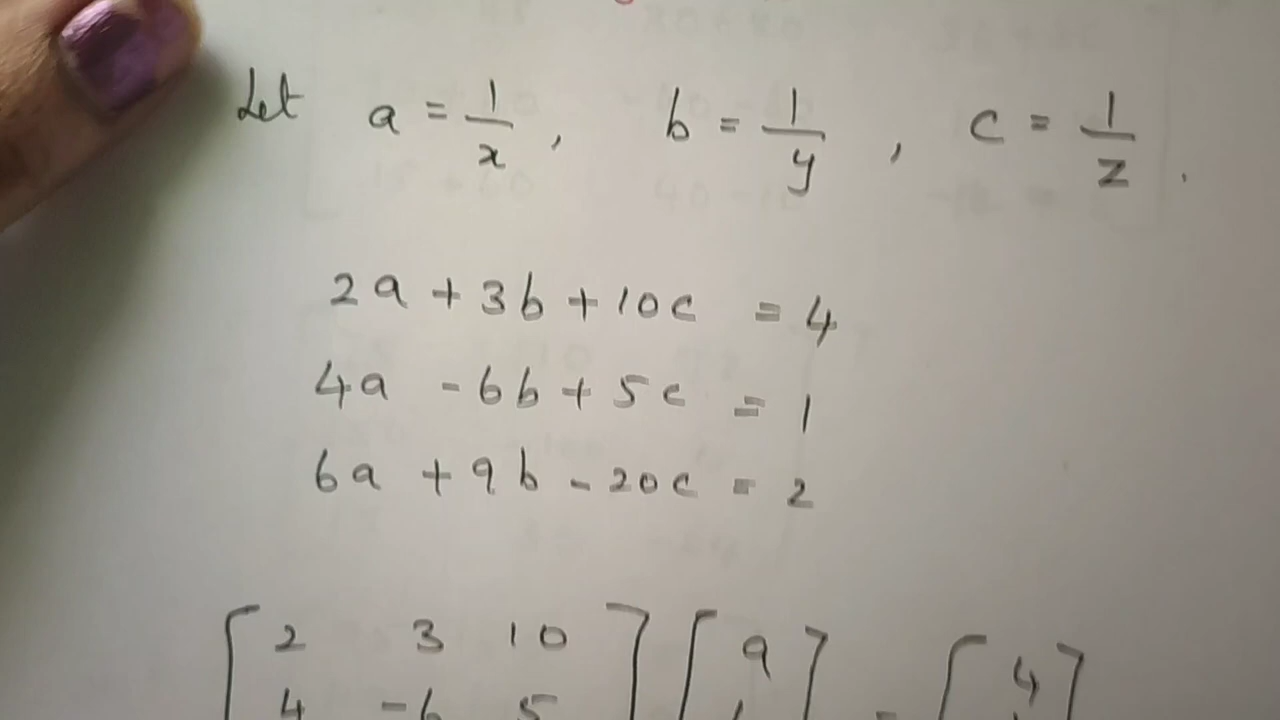 Let a = 1/x , b = 1/y , c = 1/z .
2a + 3b + 10c = 4
4a - 6b + 5c = 1
6a + 9b - 20c = 2
[ 2 3 10 ] [ a ] = [ 4 ]
4 -6 5